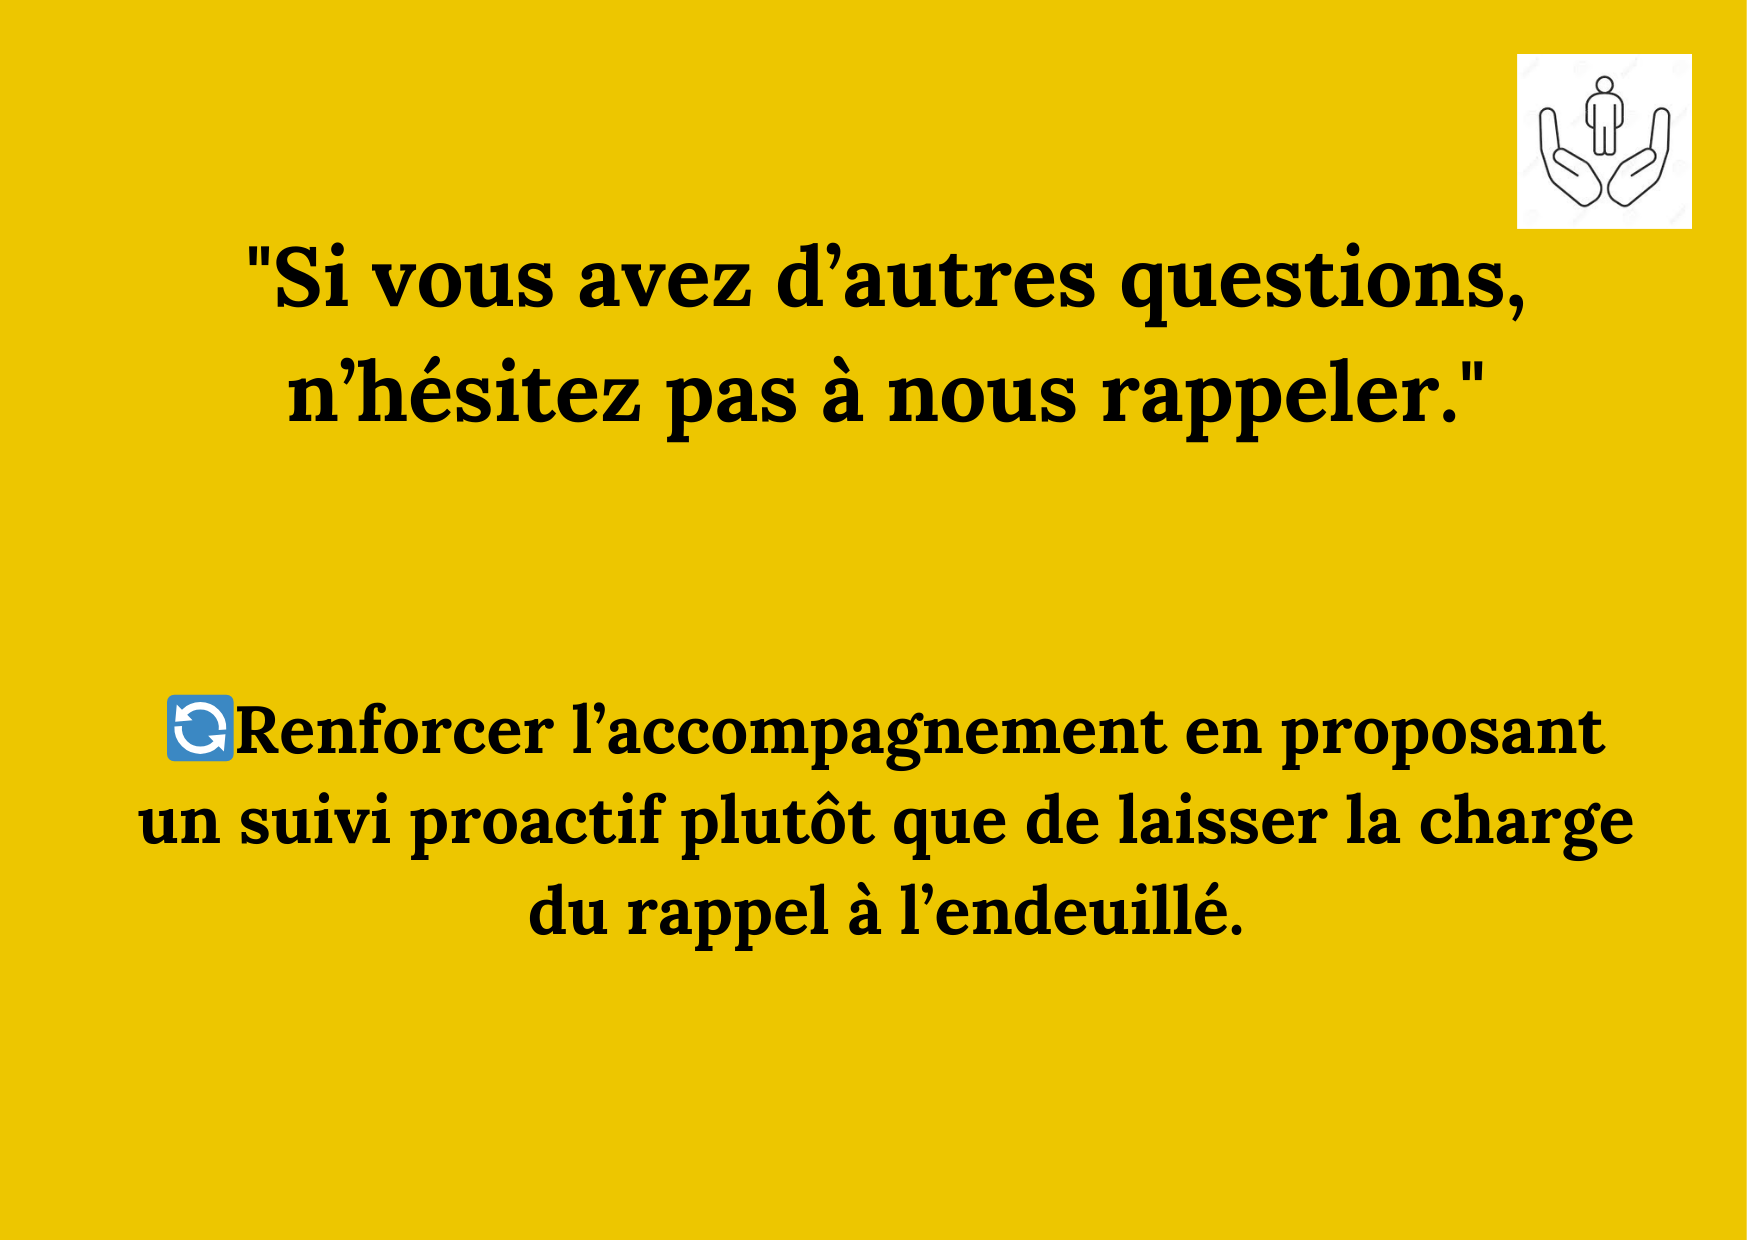 "Si vous avez d’autres questions,
n’hésitez pas à nous rappeler."
🔄Renforcer l’accompagnement en proposant
un suivi proactif plutôt que de laisser la charge
du rappel à l’endeuillé.